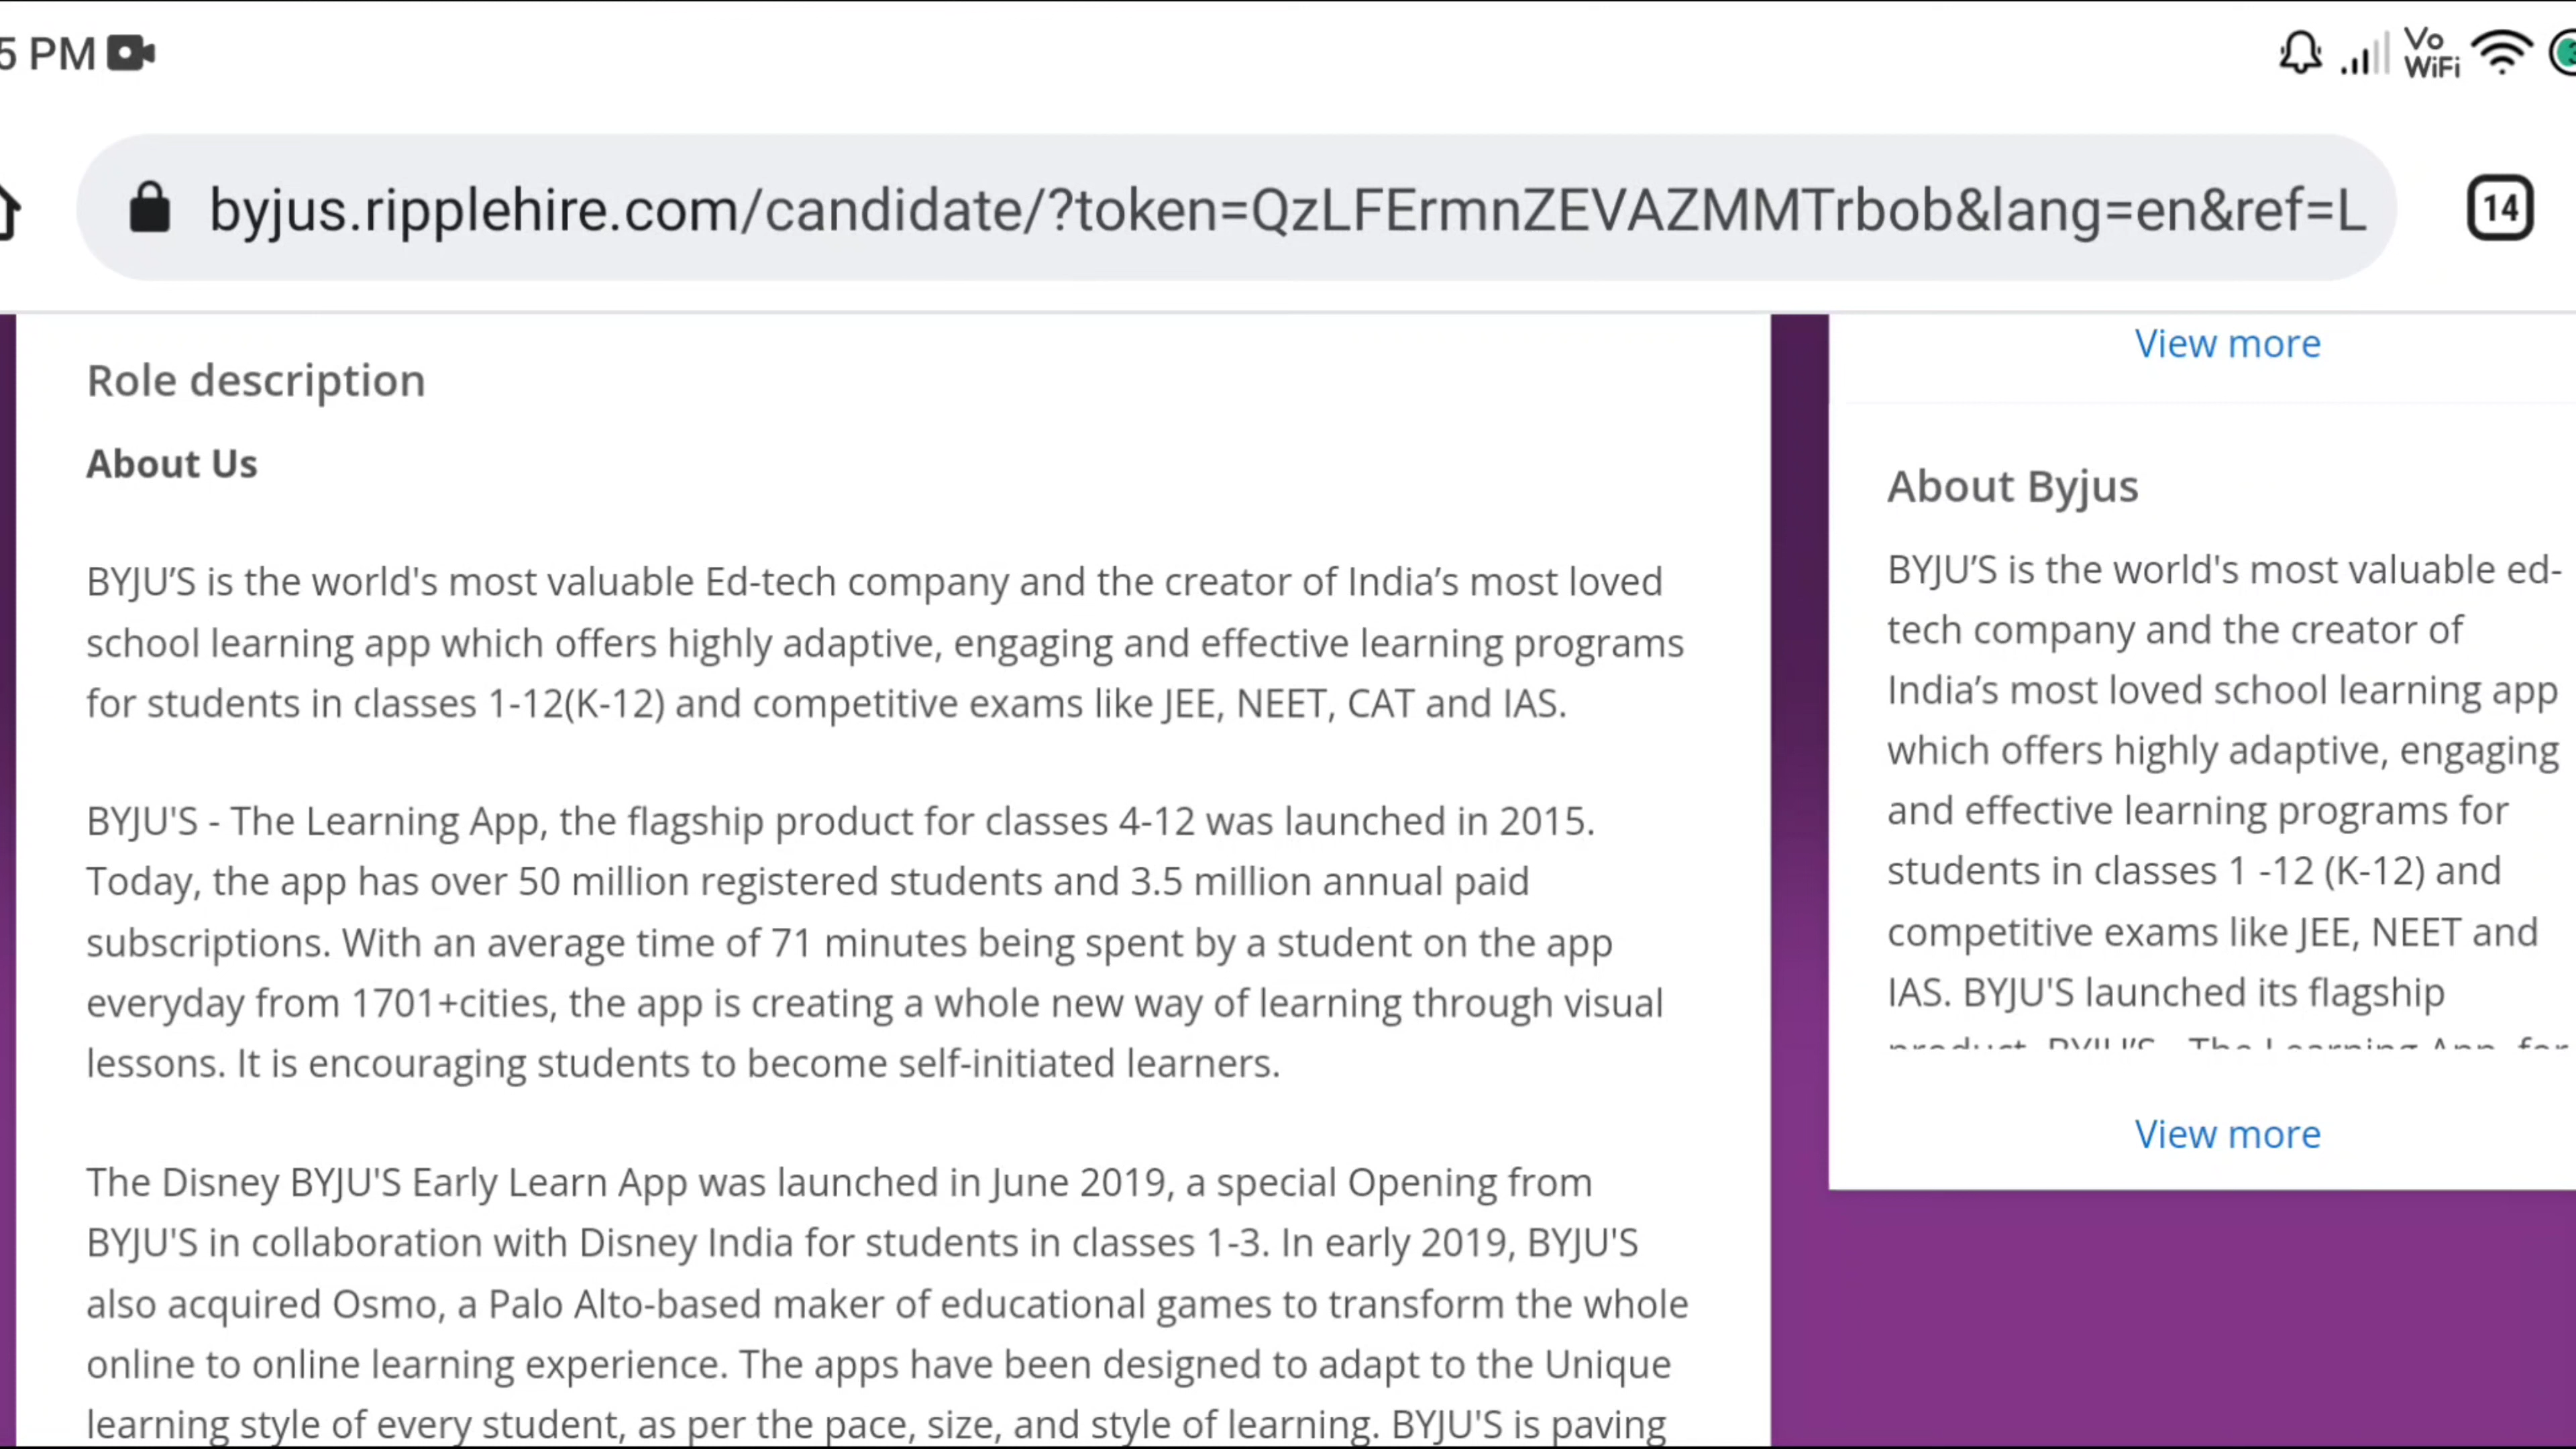 5 PM
Vo
WiFi
byjus.ripplehire.com/candidate/?token=QzLFErmnZEVAZMMTrbob&lang=en&ref=L
14
Role description
About Us
BYJU’S is the world's most valuable Ed-tech company and the creator of India’s most loved
school learning app which offers highly adaptive, engaging and effective learning programs
for students in classes 1-12(K-12) and competitive exams like JEE, NEET, CAT and IAS.
BYJU'S - The Learning App, the flagship product for classes 4-12 was launched in 2015.
Today, the app has over 50 million registered students and 3.5 million annual paid
subscriptions. With an average time of 71 minutes being spent by a student on the app
everyday from 1701+cities, the app is creating a whole new way of learning through visual
lessons. It is encouraging students to become self-initiated learners.
The Disney BYJU'S Early Learn App was launched in June 2019, a special Opening from
BYJU'S in collaboration with Disney India for students in classes 1-3. In early 2019, BYJU'S
also acquired Osmo, a Palo Alto-based maker of educational games to transform the whole
online to online learning experience. The apps have been designed to adapt to the Unique
learning style of every student, as per the pace, size, and style of learning. BYJU'S is paving
View more
About Byjus
BYJU’S is the world's most valuable ed-
tech company and the creator of
India’s most loved school learning app
which offers highly adaptive, engaging
and effective learning programs for
students in classes 1 -12 (K-12) and
competitive exams like JEE, NEET and
IAS. BYJU'S launched its flagship
product, BYJU'S - The Learning App, for
View more